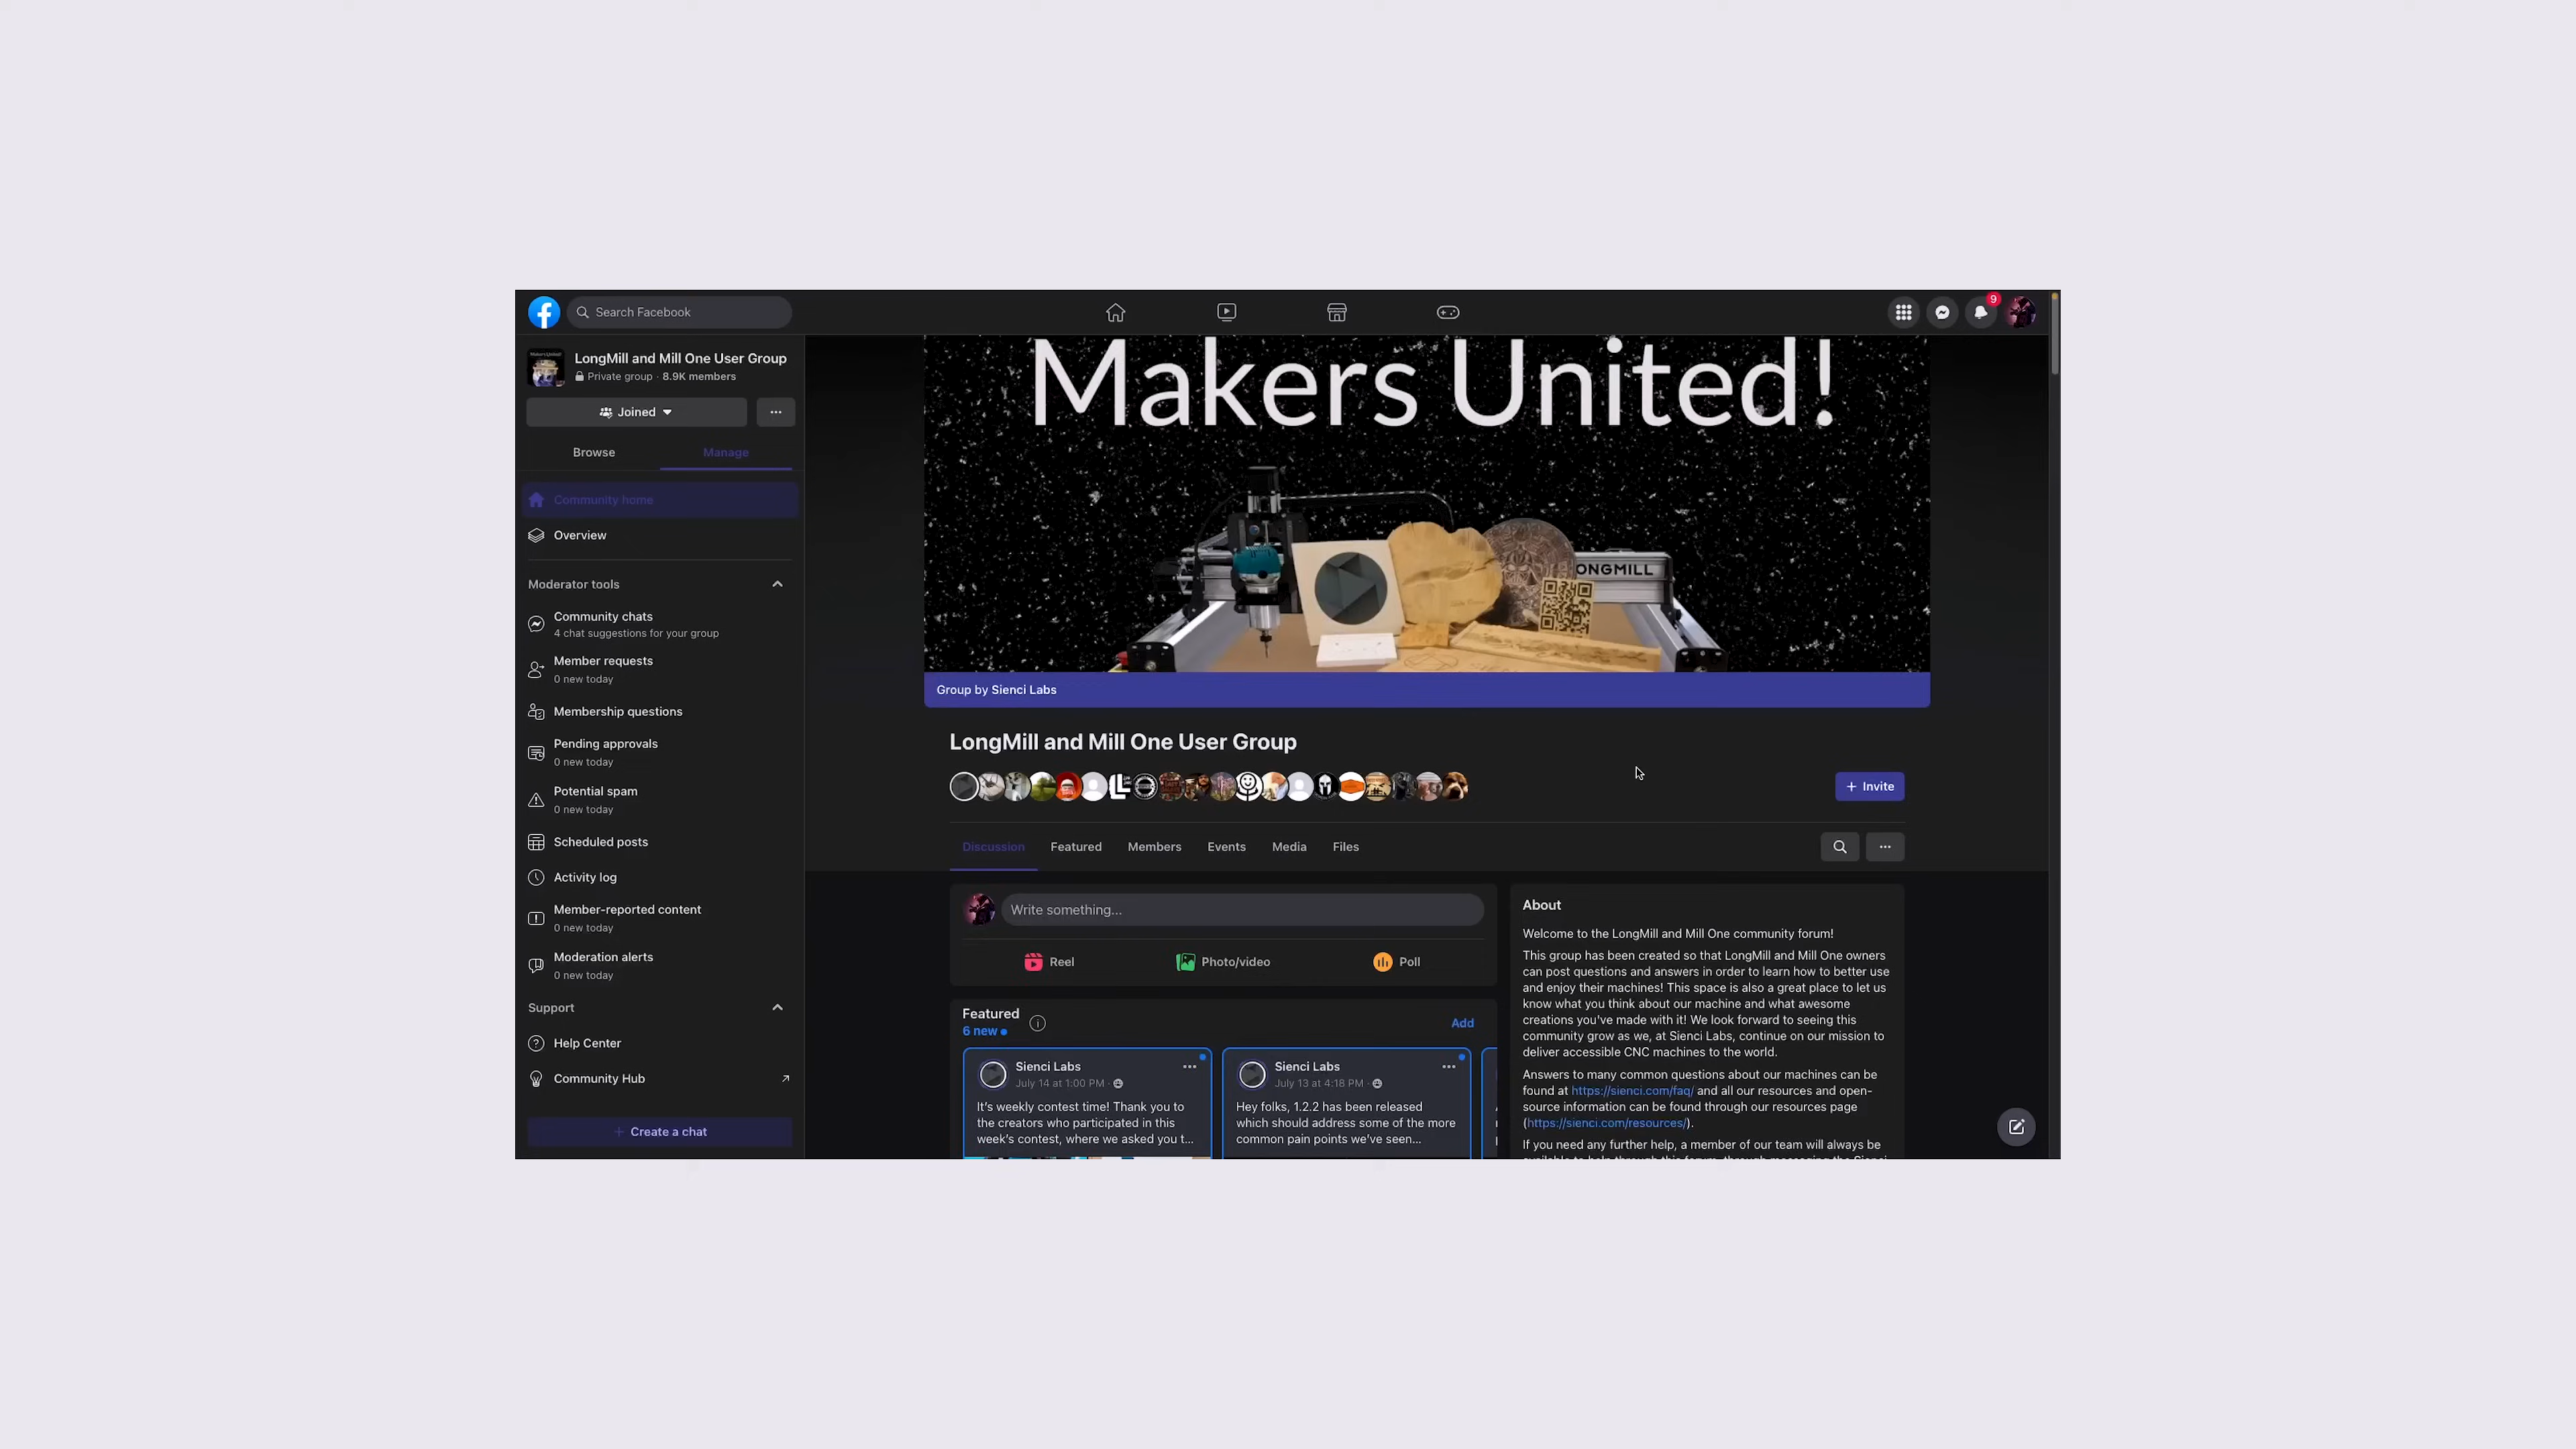 Search Facebook
9
LongMill and Mill One User Group
Private group · 8.9K members
Joined
Browse
Manage
Community home
Overview
Moderator tools
Community chats
4 chat suggestions for your group
Member requests
0 new today
Membership questions
Pending approvals
0 new today
Potential spam
0 new today
Scheduled posts
Activity log
Member-reported content
0 new today
Moderation alerts
0 new today
Support
Help Center
Community Hub
+ Create a chat
Makers United!
ONGMILL
Group by Sienci Labs
LongMill and Mill One User Group
+ Invite
Discussion
Featured
Members
Events
Media
Files
Write something...
Reel
Photo/video
Poll
Featured
6 new
Add
Sienci Labs
July 14 at 1:00 PM ·
It's weekly contest time! Thank you to
the creators who participated in this
week's contest, where we asked you t...
Sienci Labs
July 13 at 4:18 PM ·
Hey folks, 1.2.2 has been released
which should address some of the more
common pain points we've seen...
About
Welcome to the LongMill and Mill One community forum!
This group has been created so that LongMill and Mill One owners
can post questions and answers in order to learn how to better use
and enjoy their machines! This space is also a great place to let us
know what you think about our machine and what awesome
creations you've made with it! We look forward to seeing this
community grow as we, at Sienci Labs, continue on our mission to
deliver accessible CNC machines to the world.
Answers to many common questions about our machines can be
found at https://sienci.com/faq/ and all our resources and open-
source information can be found through our resources page
(https://sienci.com/resources/).
If you need any further help, a member of our team will always be